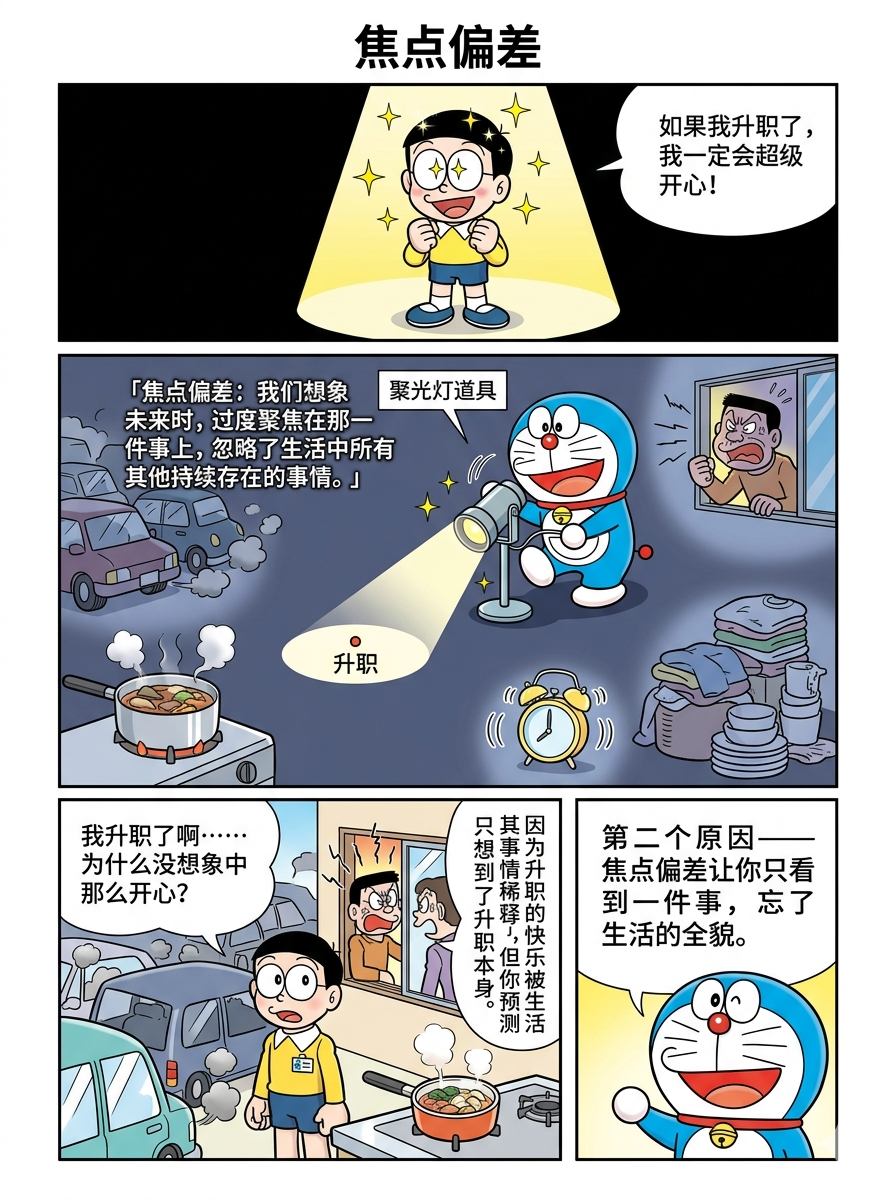 焦点偏差
如果我升职了，
我一定会超级
开心！
「焦点偏差：我们想象
未来时，过度聚焦在那一
件事上，忽略了生活中所有
其他持续存在的事情。」
聚光灯道具
升职
我升职了啊……
为什么没想象中
那么开心？
因为升职的快乐被生活
其事情稀释」，但你预测
只想到了升职本身。
第二个原因——
焦点偏差让你只看
到一件事，忘了
生活的全貌。